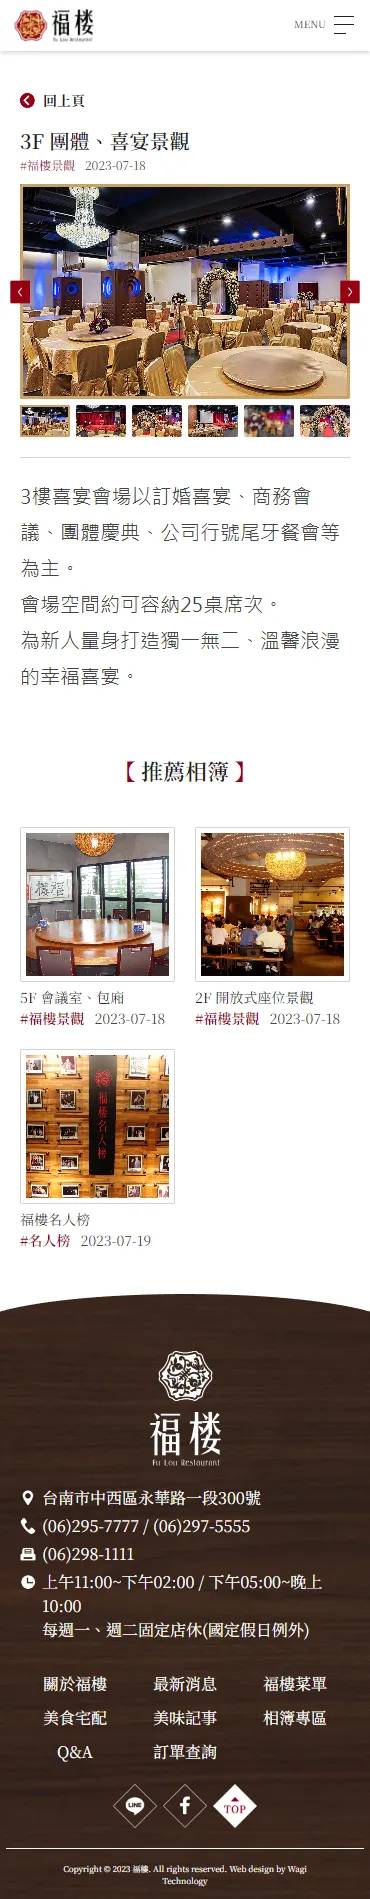 福楼
Fu Lou Restaurant
MENU
回上頁
3F 團體、喜宴景觀
#福樓景觀 2023-07-18
3樓喜宴會場以訂婚喜宴、商務會
議、團體慶典、公司行號尾牙餐會等
為主。
會場空間約可容納25桌席次。
為新人量身打造獨一無二、溫馨浪漫
的幸福喜宴。
【 推薦相簿 】
5F 會議室、包廂
#福樓景觀 2023-07-18
2F 開放式座位景觀
#福樓景觀 2023-07-18
福樓名人榜
福樓名人榜
#名人榜 2023-07-19
福楼
Fu Lou Restaurant
台南市中西區永華路一段300號
(06)295-7777 / (06)297-5555
(06)298-1111
上午11:00~下午02:00 / 下午05:00~晚上
10:00
每週一、週二固定店休(國定假日例外)
關於福樓 最新消息 福樓菜單
美食宅配 美味記事 相簿專區
Q&A 訂單查詢
LINE
TOP
Copyright © 2023 福樓. All rights reserved. Web design by Wagi
Technology